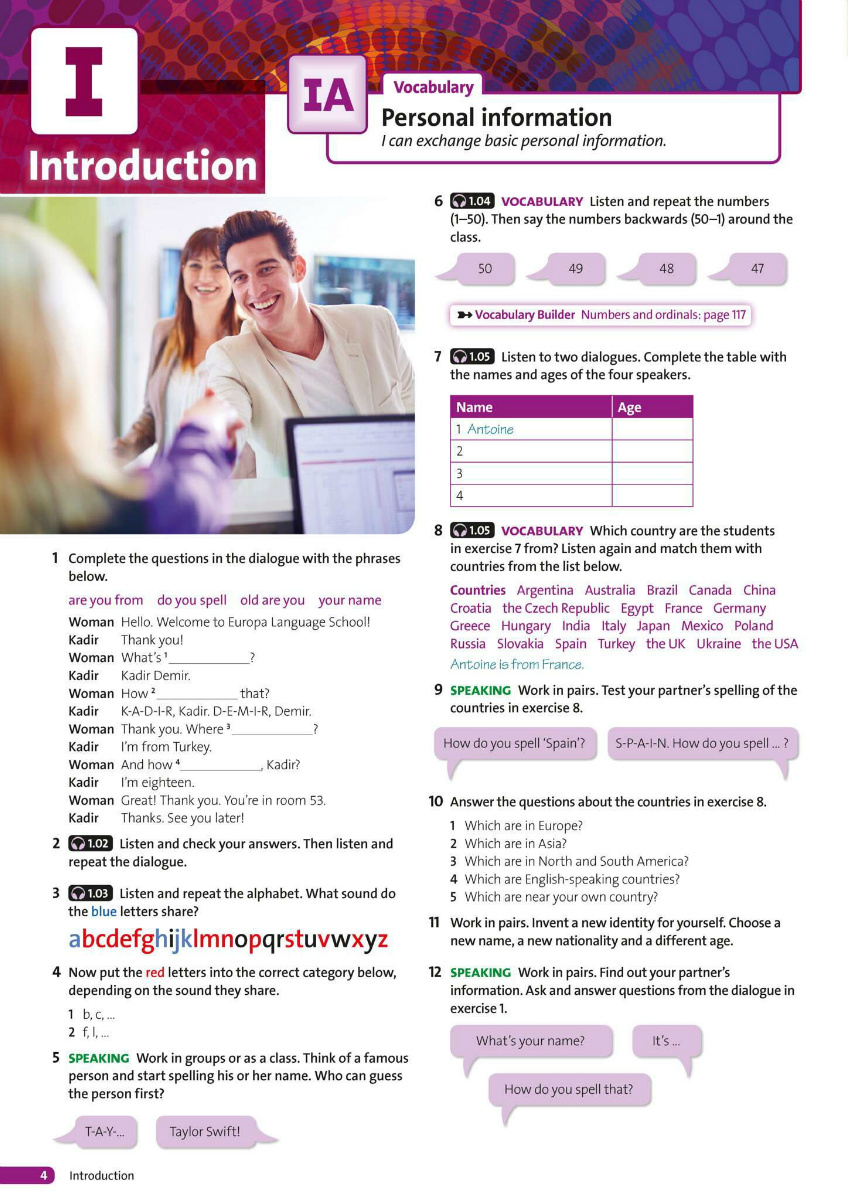 I
Introduction
IA
Vocabulary
Personal information
I can exchange basic personal information.
1 Complete the questions in the dialogue with the phrases
below.
are you from do you spell old are you your name
Woman Hello. Welcome to Europa Language School!
Kadir Thank you!
Woman What's 1____________?
Kadir Kadir Demir.
Woman How 2____________ that?
Kadir K-A-D-I-R, Kadir. D-E-M-I-R, Demir.
Woman Thank you. Where 3____________?
Kadir I'm from Turkey.
Woman And how 4____________, Kadir?
Kadir I'm eighteen.
Woman Great! Thank you. You're in room 53.
Kadir Thanks. See you later!
2 1.02 Listen and check your answers. Then listen and
repeat the dialogue.
3 1.03 Listen and repeat the alphabet. What sound do
the blue letters share?
abcdefghijklmnopqrstuvwxyz
4 Now put the red letters into the correct category below,
depending on the sound they share.
1 b, c, ...
2 f, l, ...
5 SPEAKING Work in groups or as a class. Think of a famous
person and start spelling his or her name. Who can guess
the person first?
T-A-Y-...
Taylor Swift!
6 1.04 VOCABULARY Listen and repeat the numbers
(1–50). Then say the numbers backwards (50–1) around the
class.
50 49 48 47
Vocabulary Builder Numbers and ordinals: page 117
7 1.05 Listen to two dialogues. Complete the table with
the names and ages of the four speakers.
Name Age
1 Antoine
2
3
4
8 1.05 VOCABULARY Which country are the students
in exercise 7 from? Listen again and match them with
countries from the list below.
Countries Argentina Australia Brazil Canada China
Croatia the Czech Republic Egypt France Germany
Greece Hungary India Italy Japan Mexico Poland
Russia Slovakia Spain Turkey the UK Ukraine the USA
Antoine is from France.
9 SPEAKING Work in pairs. Test your partner's spelling of the
countries in exercise 8.
How do you spell 'Spain'?
S-P-A-I-N. How do you spell ... ?
10 Answer the questions about the countries in exercise 8.
1 Which are in Europe?
2 Which are in Asia?
3 Which are in North and South America?
4 Which are English-speaking countries?
5 Which are near your own country?
11 Work in pairs. Invent a new identity for yourself. Choose a
new name, a new nationality and a different age.
12 SPEAKING Work in pairs. Find out your partner's
information. Ask and answer questions from the dialogue in
exercise 1.
What's your name?
It's ...
How do you spell that?
4 Introduction